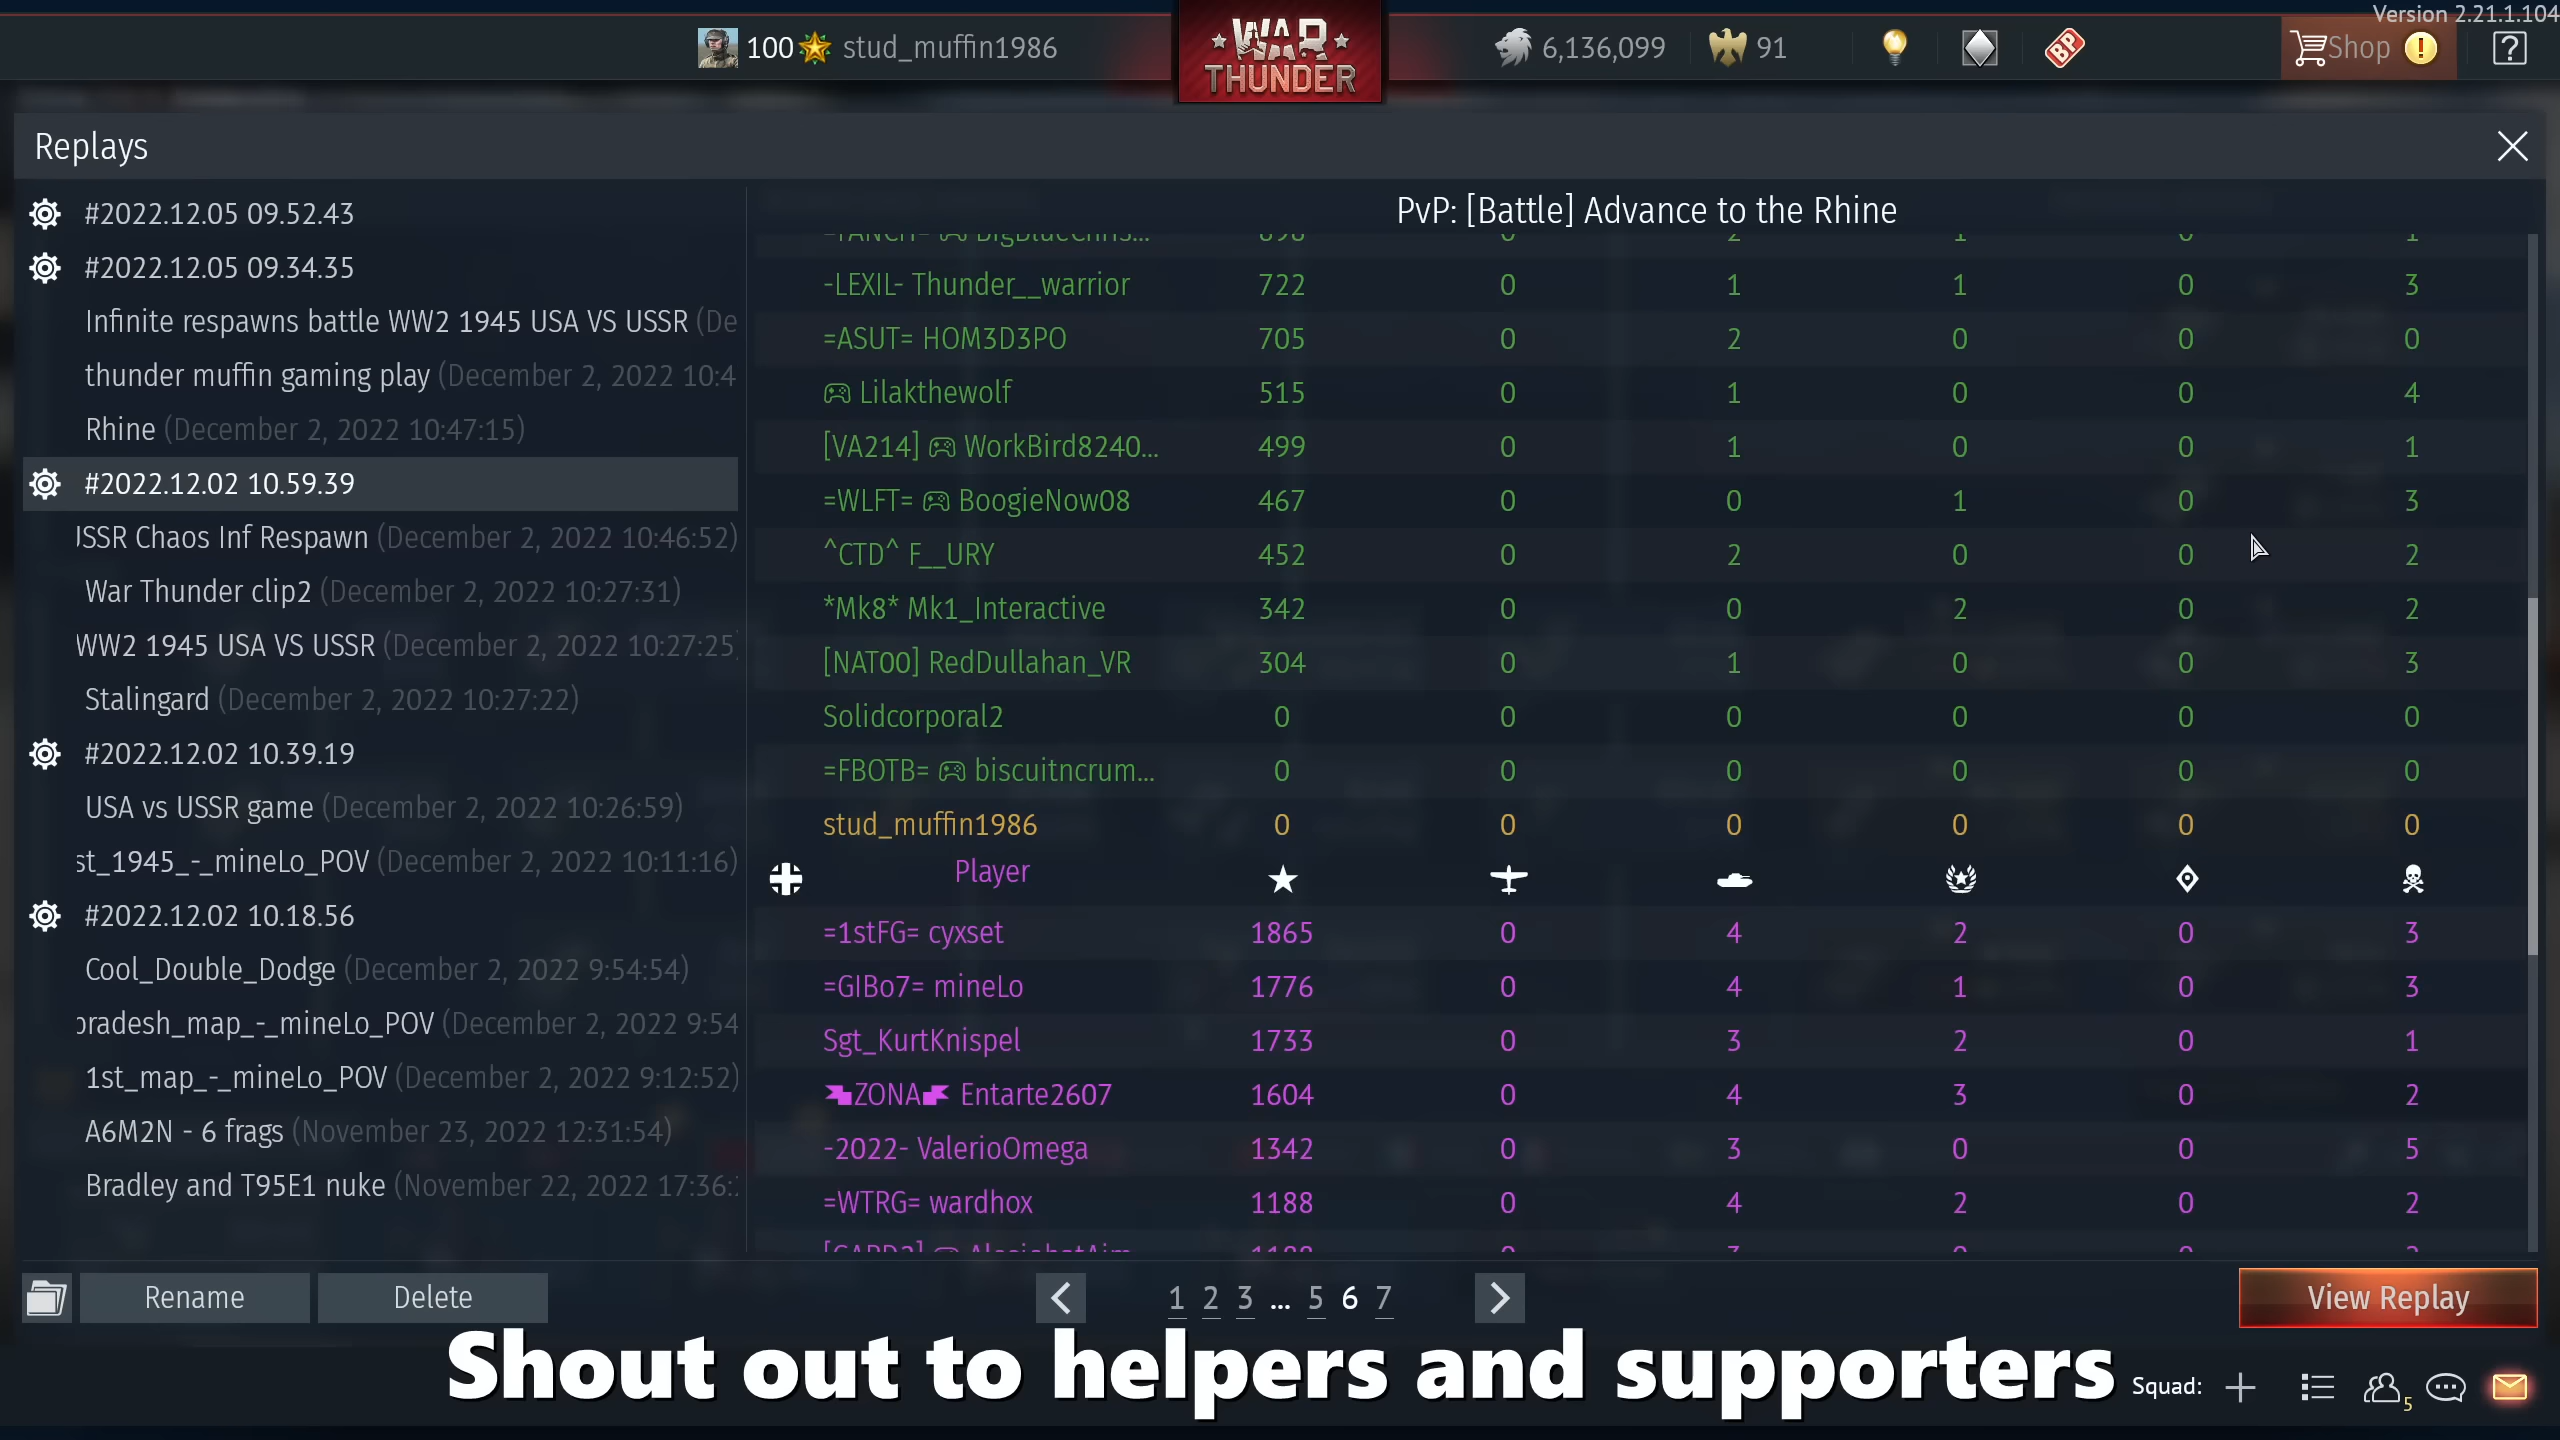 Version 2.21.1.104
100 stud_muffin1986
WAR THUNDER
6,136,099
91
Shop
Replays
#2022.12.05 09.52.43
#2022.12.05 09.34.35
Infinite respawns battle WW2 1945 USA VS USSR (De
thunder muffin gaming play (December 2, 2022 10:4
Rhine (December 2, 2022 10:47:15)
#2022.12.02 10.59.39
JSSR Chaos Inf Respawn (December 2, 2022 10:46:52)
War Thunder clip2 (December 2, 2022 10:27:31)
WW2 1945 USA VS USSR (December 2, 2022 10:27:25
Stalingard (December 2, 2022 10:27:22)
#2022.12.02 10.39.19
USA vs USSR game (December 2, 2022 10:26:59)
st_1945_-_mineLo_POV (December 2, 2022 10:11:16)
#2022.12.02 10.18.56
Cool_Double_Dodge (December 2, 2022 9:54:54)
pradesh_map_-_mineLo_POV (December 2, 2022 9:54
1st_map_-_mineLo_POV (December 2, 2022 9:12:52)
A6M2N - 6 frags (November 23, 2022 12:31:54)
Bradley and T95E1 nuke (November 22, 2022 17:36:
PvP: [Battle] Advance to the Rhine
-LEXIL- Thunder__warrior 722 0 1 1 0 3
=ASUT= HOM3D3PO 705 0 2 0 0 0
Lilakthewolf 515 0 1 0 0 4
[VA214] WorkBird8240... 499 0 1 0 0 1
=WLFT= BoogieNow08 467 0 0 1 0 3
^CTD^ F__URY 452 0 2 0 0 2
*Mk8* Mk1_Interactive 342 0 0 2 0 2
[NATOO] RedDullahan_VR 304 0 1 0 0 3
Solidcorporal2 0 0 0 0 0 0
=FBOTB= biscuitncrum... 0 0 0 0 0 0
stud_muffin1986 0 0 0 0 0 0
Player
=1stFG= cyxset 1865 0 4 2 0 3
=GIBo7= mineLo 1776 0 4 1 0 3
Sgt_KurtKnispel 1733 0 3 2 0 1
ZONA Entarte2607 1604 0 4 3 0 2
-2022- ValerioOmega 1342 0 3 0 0 5
=WTRG= wardhox 1188 0 4 2 0 2
Rename
Delete
1 2 3 ... 5 6 7
View Replay
Shout out to helpers and supporters
Squad:
5